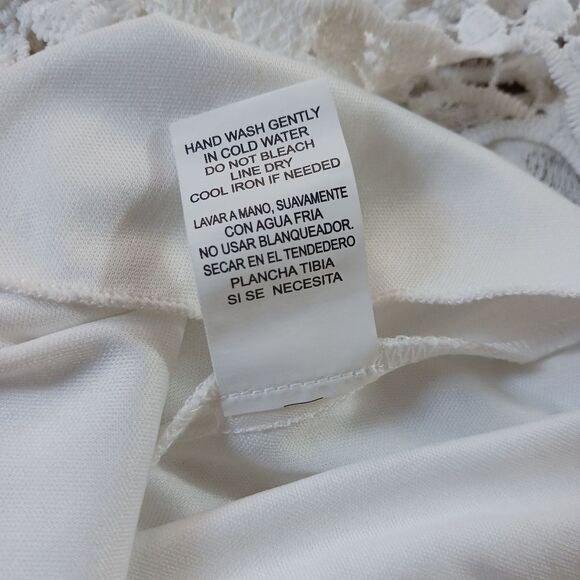 HAND WASH GENTLY
IN COLD WATER
DO NOT BLEACH
LINE DRY
COOL IRON IF NEEDED
LAVAR A MANO, SUAVAMENTE
CON AGUA FRIA
NO USAR BLANQUEADOR.
SECAR EN EL TENDEDERO
PLANCHA TIBIA
SI SE NECESITA